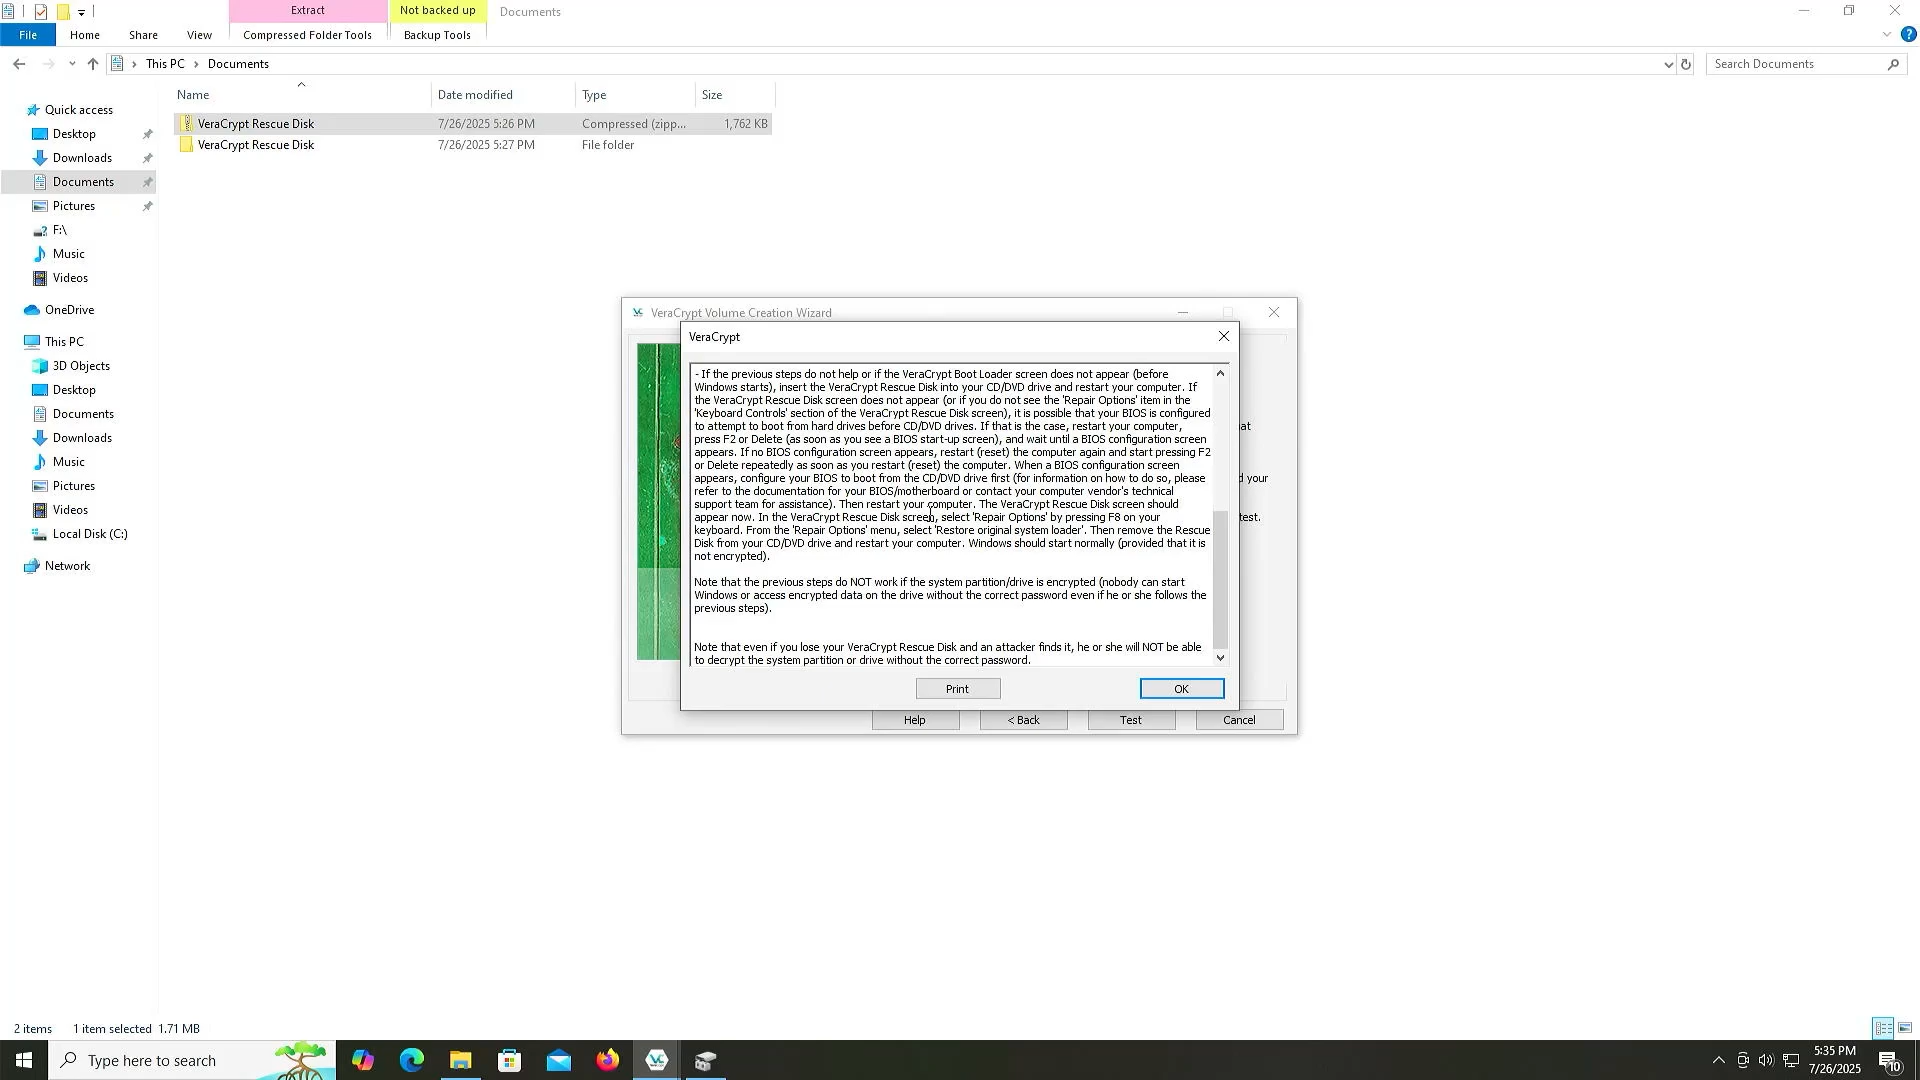 Extract
Not backed up
Documents
File
Home
Share
View
Compressed Folder Tools
Backup Tools
This PC
Documents
Search Documents
Name
Date modified
Type
Size
VeraCrypt Rescue Disk
7/26/2025 5:26 PM
Compressed (zipp...
1,762 KB
VeraCrypt Rescue Disk
7/26/2025 5:27 PM
File folder
Quick access
Desktop
Downloads
Documents
Pictures
F:\
Music
Videos
OneDrive
This PC
3D Objects
Desktop
Documents
Downloads
Music
Pictures
Videos
Local Disk (C:)
Network
VeraCrypt Volume Creation Wizard
VeraCrypt
- If the previous steps do not help or if the VeraCrypt Boot Loader screen does not appear (before
Windows starts), insert the VeraCrypt Rescue Disk into your CD/DVD drive and restart your computer. If
the VeraCrypt Rescue Disk screen does not appear (or if you do not see the 'Repair Options' item in the
'Keyboard Controls' section of the VeraCrypt Rescue Disk screen), it is possible that your BIOS is configured
to attempt to boot from hard drives before CD/DVD drives. If that is the case, restart your computer,
press F2 or Delete (as soon as you see a BIOS start-up screen), and wait until a BIOS configuration screen
appears. If no BIOS configuration screen appears, restart (reset) the computer again and start pressing F2
or Delete repeatedly as soon as you restart (reset) the computer. When a BIOS configuration screen
appears, configure your BIOS to boot from the CD/DVD drive first (for information on how to do so, please
refer to the documentation for your BIOS/motherboard or contact your computer vendor's technical
support team for assistance). Then restart your computer. The VeraCrypt Rescue Disk screen should
appear now. In the VeraCrypt Rescue Disk screen, select 'Repair Options' by pressing F8 on your
keyboard. From the 'Repair Options' menu, select 'Restore original system loader'. Then remove the Rescue
Disk from your CD/DVD drive and restart your computer. Windows should start normally (provided that it is
not encrypted).
Note that the previous steps do NOT work if the system partition/drive is encrypted (nobody can start
Windows or access encrypted data on the drive without the correct password even if he or she follows the
previous steps).
Note that even if you lose your VeraCrypt Rescue Disk and an attacker finds it, he or she will NOT be able
to decrypt the system partition or drive without the correct password.
at
d your
test.
Print
OK
Help
< Back
Test
Cancel
2 items
1 item selected 1.71 MB
Type here to search
5:35 PM
7/26/2025
10